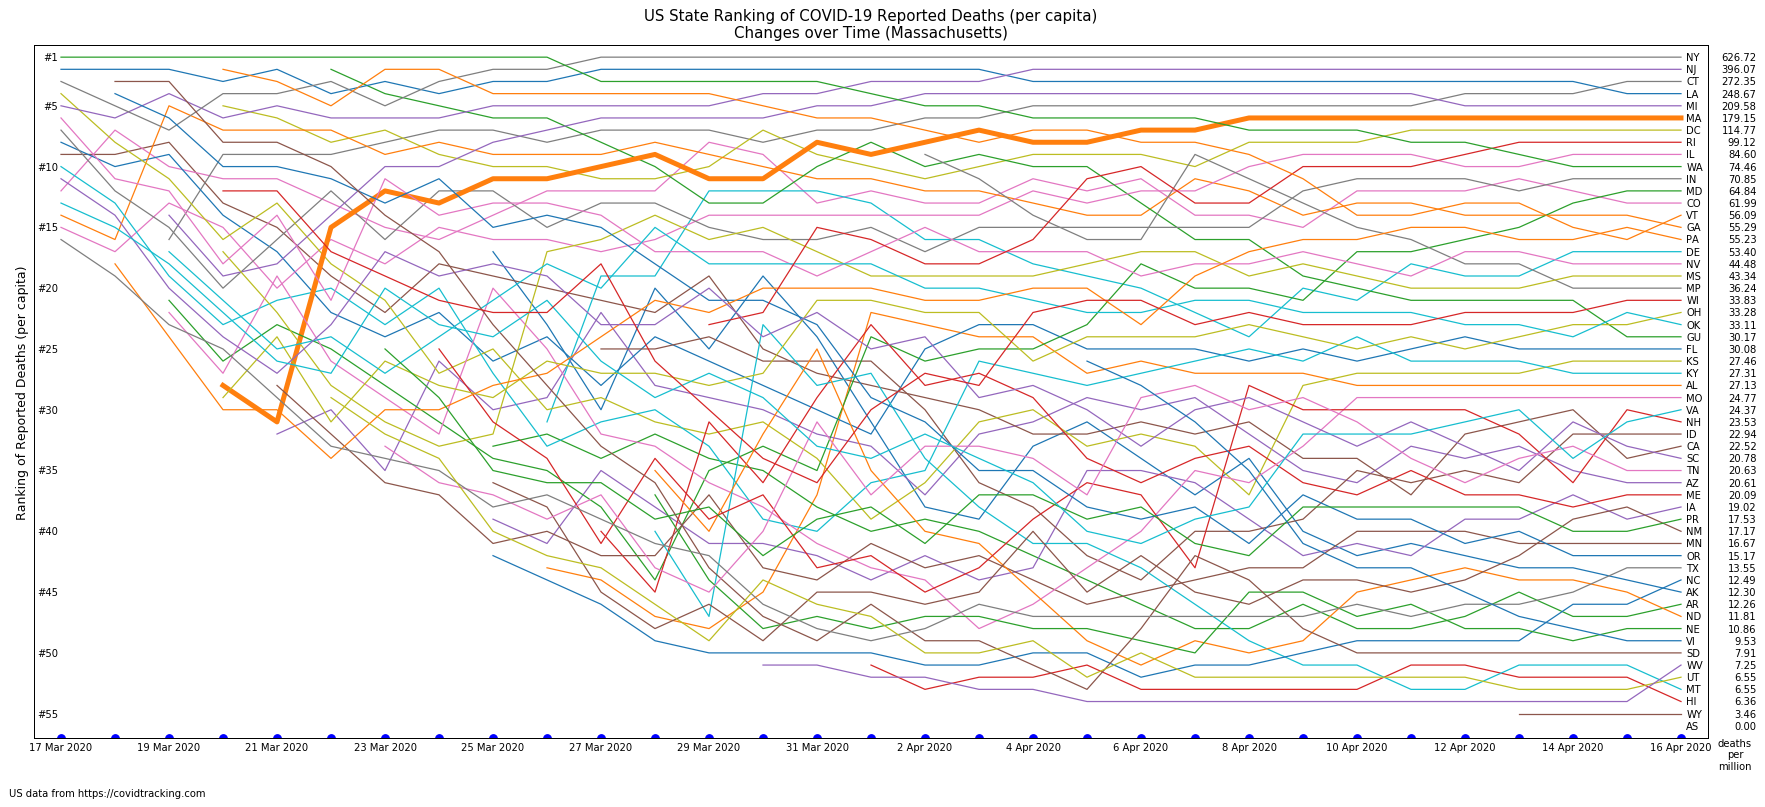 US State Ranking of COVID-19 Reported Deaths (per capita)
Changes over Time (Massachusetts)
Ranking of Reported Deaths (per capita)
#1
#5
#10
#15
#20
#25
#30
#35
#40
#45
#50
#55
NY 626.72
NJ 396.07
CT 272.35
LA 248.67
MI 209.58
MA 179.15
DC 114.77
RI 99.12
IL 84.60
WA 74.46
IN 70.85
MD 64.84
CO 61.99
VT 56.09
GA 55.29
PA 55.23
DE 53.40
NV 44.48
MS 43.34
MP 36.24
WI 33.83
OH 33.28
OK 33.11
GU 30.17
FL 30.08
KS 27.46
KY 27.31
AL 27.13
MO 24.77
VA 24.37
NH 23.53
ID 22.94
CA 22.52
SC 20.78
TN 20.63
AZ 20.61
ME 20.09
IA 19.02
PR 17.53
NM 17.17
MN 16.67
OR 15.17
TX 13.55
NC 12.49
AK 12.30
AR 12.26
ND 11.81
NE 10.86
VI 9.53
SD 7.91
WV 7.25
UT 6.55
MT 6.55
HI 6.36
WY 3.46
AS 0.00
17 Mar 2020 19 Mar 2020 21 Mar 2020 23 Mar 2020 25 Mar 2020 27 Mar 2020 29 Mar 2020 31 Mar 2020 2 Apr 2020 4 Apr 2020 6 Apr 2020 8 Apr 2020 10 Apr 2020 12 Apr 2020 14 Apr 2020 16 Apr 2020
deaths
per
million
US data from https://covidtracking.com